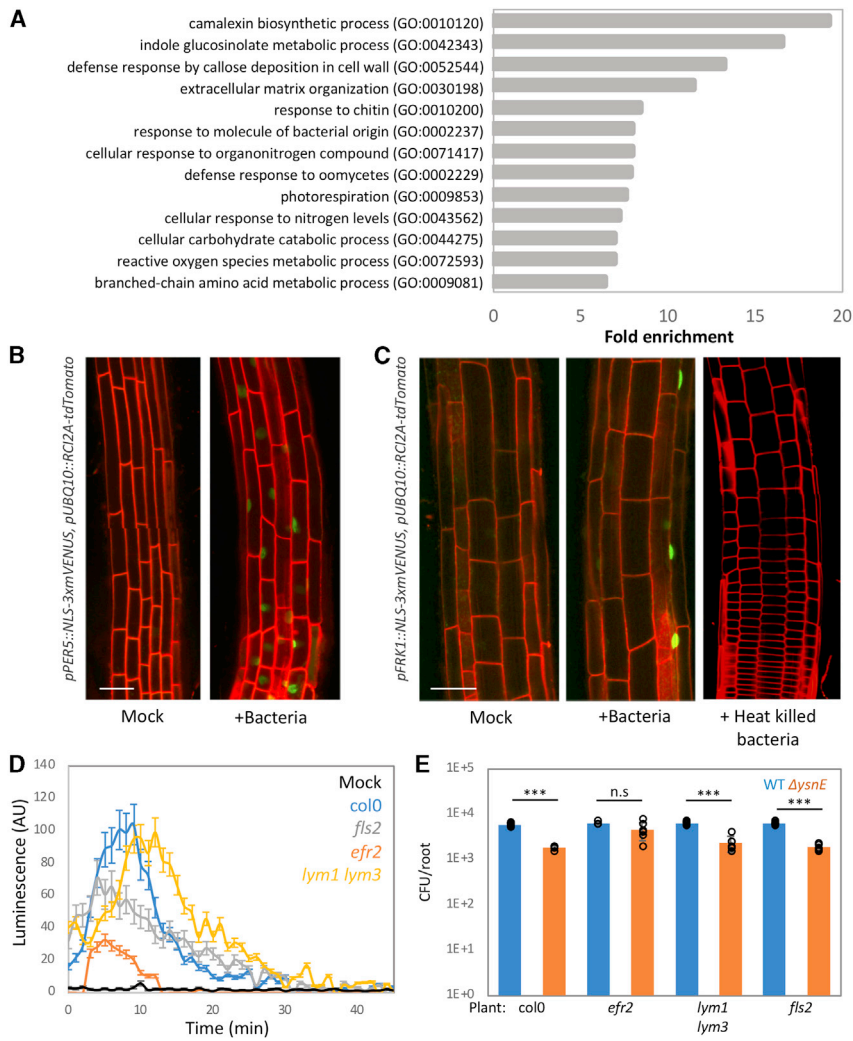 A
camalexin biosynthetic process (GO:0010120)
indole glucosinolate metabolic process (GO:0042343)
defense response by callose deposition in cell wall (GO:0052544)
extracellular matrix organization (GO:0030198)
response to chitin (GO:0010200)
response to molecule of bacterial origin (GO:0002237)
cellular response to organonitrogen compound (GO:0071417)
defense response to oomycetes (GO:0002229)
photorespiration (GO:0009853)
cellular response to nitrogen levels (GO:0043562)
cellular carbohydrate catabolic process (GO:0044275)
reactive oxygen species metabolic process (GO:0072593)
branched-chain amino acid metabolic process (GO:0009081)
0 5 10 15 20
Fold enrichment
B
pPER5::NLS-3xmVENUS, pUBQ10::RCI2A-tdTomato
Mock
+Bacteria
C
pFRK1::NLS-3xmVENUS, pUBQ10::RCI2A-tdTomato
Mock
+Bacteria
+ Heat killed
bacteria
D
Luminescence (AU)
140
120
100
80
60
40
20
0
0 10 20 30 40
Time (min)
Mock
col0
fls2
efr2
lym1 lym3
E
CFU/root
1E+5
1E+4
1E+3
1E+2
1E+1
1E+0
WT ΔysnE
***
n.s
***
***
Plant: col0 efr2 lym1 fls2
lym3